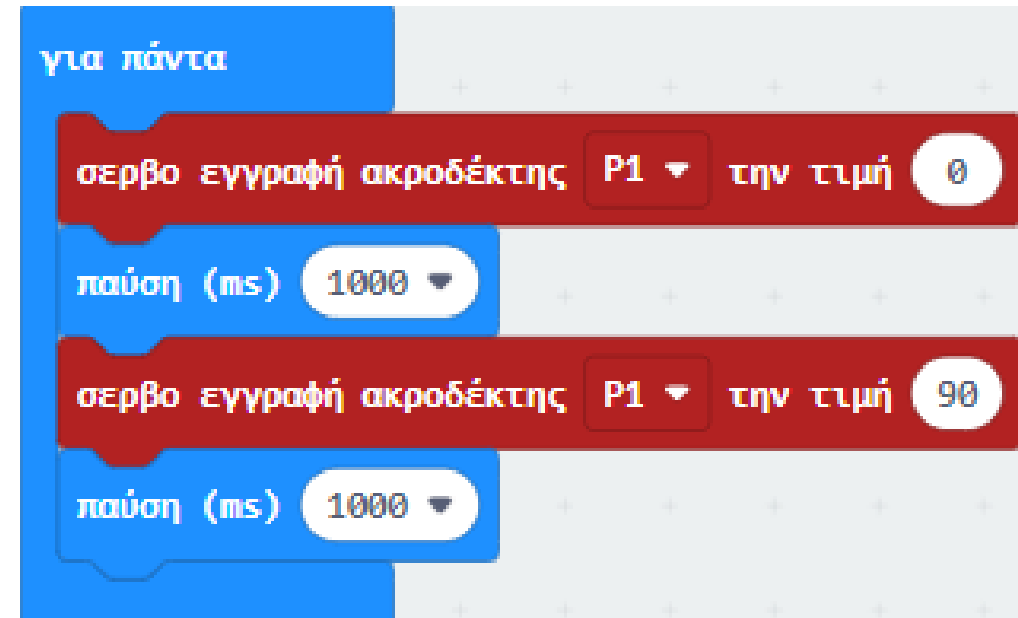 για πάντα
σερβο εγγραφή ακροδέκτης P1 την τιμή 0
παύση (ms) 1000
σερβο εγγραφή ακροδέκτης P1 την τιμή 90
παύση (ms) 1000